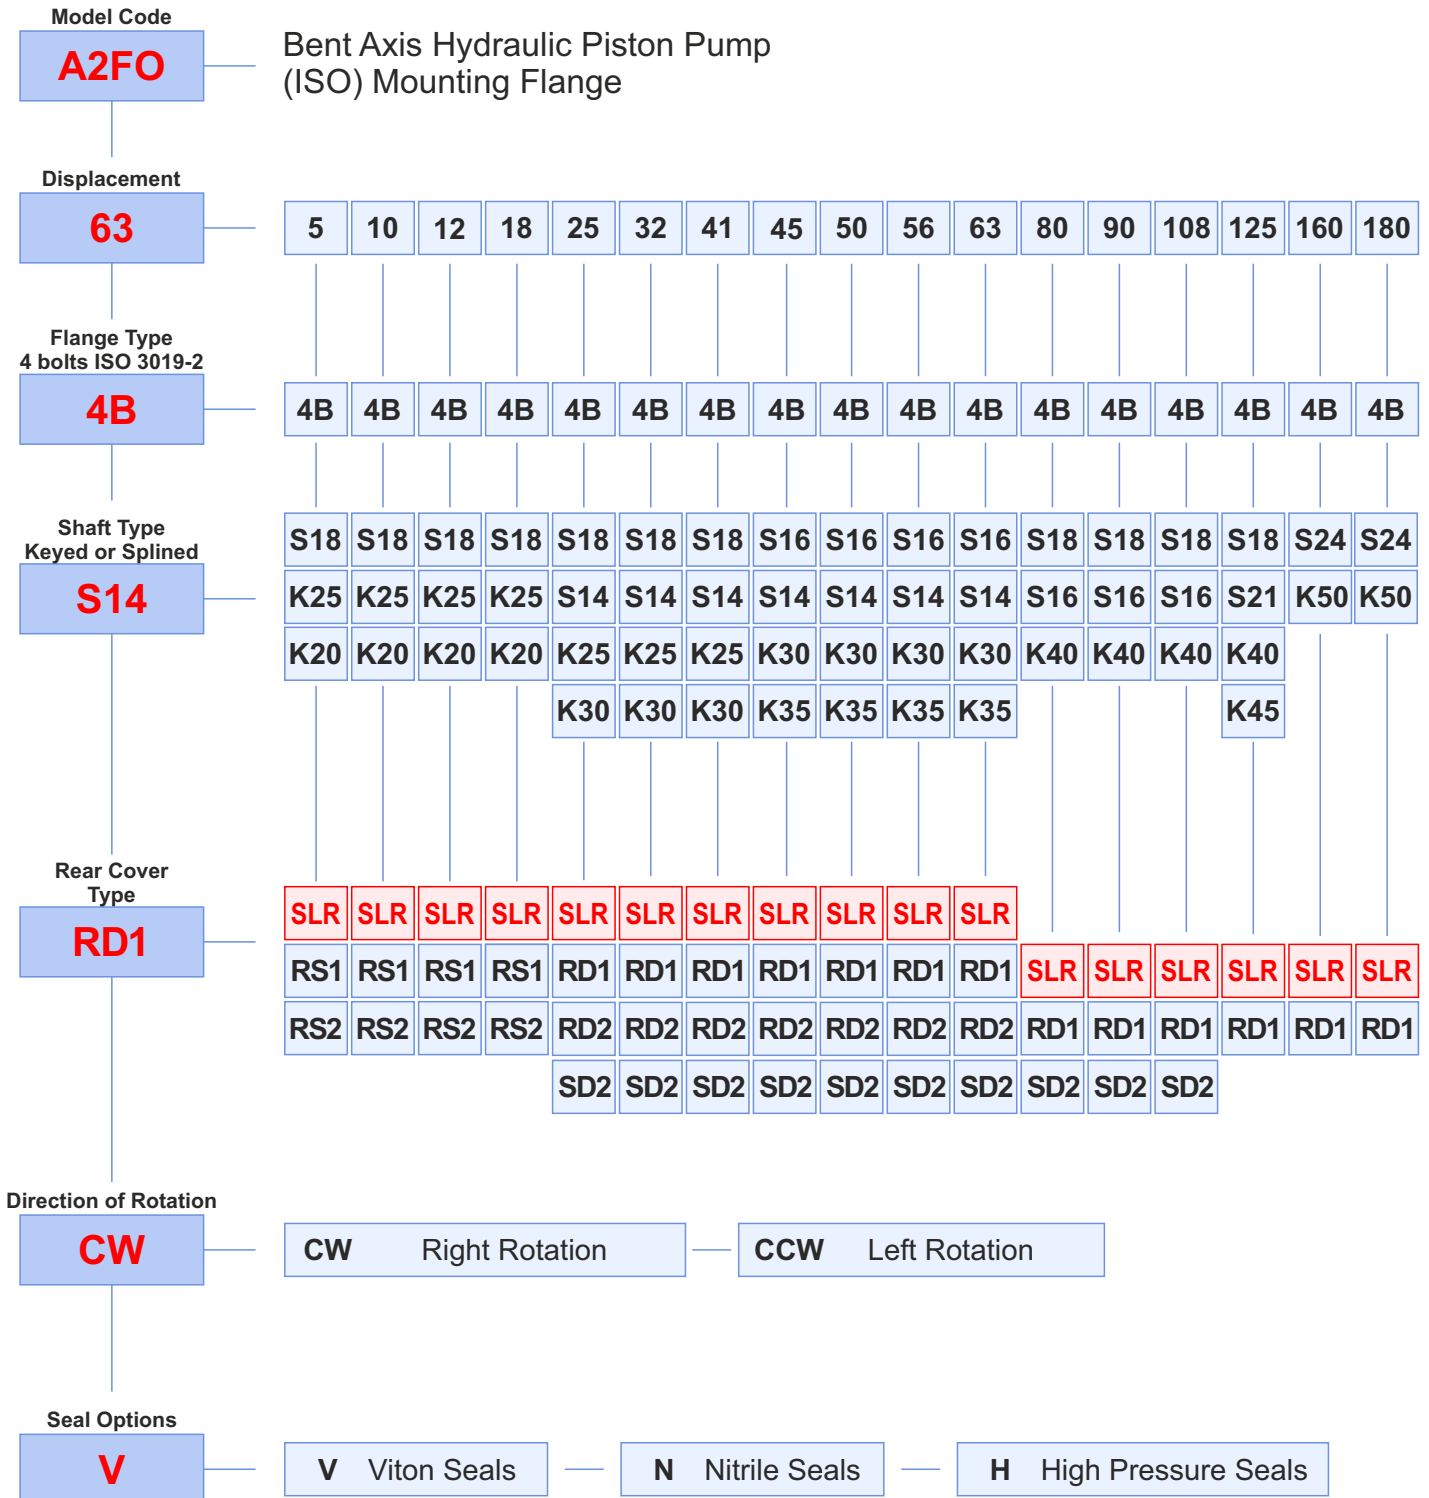 Model Code
A2FO
Bent Axis Hydraulic Piston Pump
(ISO) Mounting Flange
Displacement
63
5 10 12 18 25 32 41 45 50 56 63 80 90 108 125 160 180
Flange Type
4 bolts ISO 3019-2
4B
4B 4B 4B 4B 4B 4B 4B 4B 4B 4B 4B 4B 4B 4B 4B 4B 4B
Shaft Type
Keyed or Splined
S14
S18 S18 S18 S18 S18 S18 S18 S16 S16 S16 S16 S18 S18 S18 S18 S24 S24
K25 K25 K25 K25 S14 S14 S14 S14 S14 S14 S14 S16 S16 S16 S21 K50 K50
K20 K20 K20 K20 K25 K25 K25 K30 K30 K30 K30 K40 K40 K40 K40
K30 K30 K30 K35 K35 K35 K35 K45
Rear Cover
Type
RD1
SLR SLR SLR SLR SLR SLR SLR SLR SLR SLR SLR
RS1 RS1 RS1 RS1 RD1 RD1 RD1 RD1 RD1 RD1 RD1 SLR SLR SLR SLR SLR SLR
RS2 RS2 RS2 RS2 RD2 RD2 RD2 RD2 RD2 RD2 RD2 RD1 RD1 RD1 RD1 RD1 RD1
SD2 SD2 SD2 SD2 SD2 SD2 SD2 SD2 SD2 SD2
Direction of Rotation
CW
CW Right Rotation
CCW Left Rotation
Seal Options
V
V Viton Seals
N Nitrile Seals
H High Pressure Seals